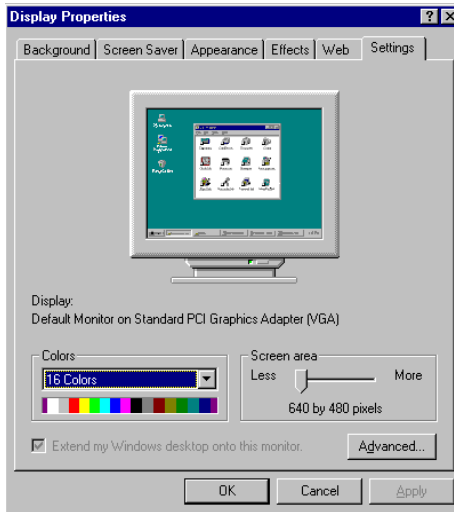 Display Properties
Background Screen Saver Appearance Effects Web Settings
Display:
Default Monitor on Standard PCI Graphics Adapter (VGA)
Colors
16 Colors
Screen area
Less More
640 by 480 pixels
Extend my Windows desktop onto this monitor.
Advanced...
OK Cancel Apply